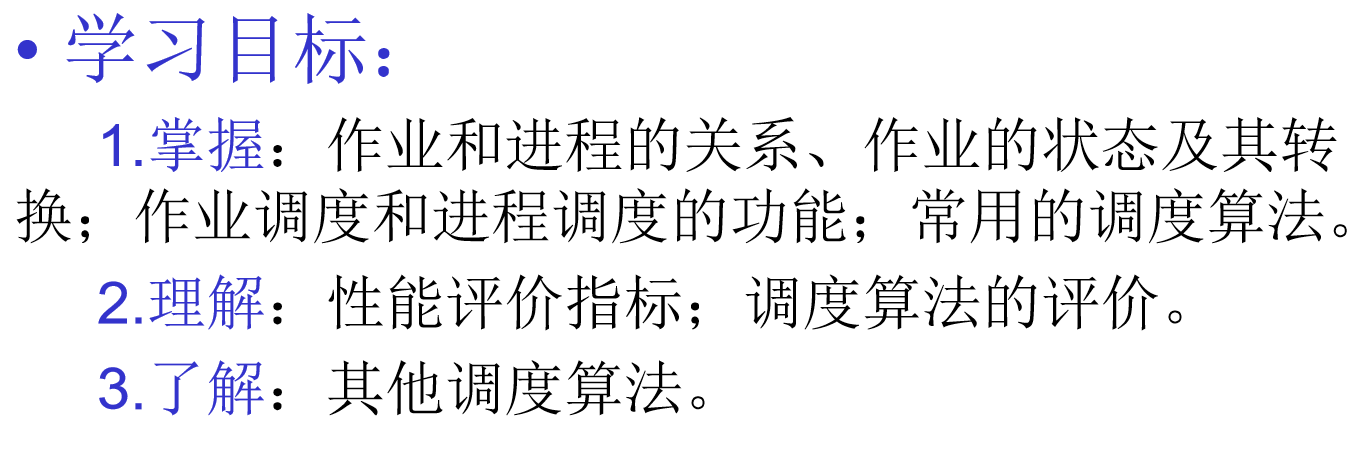 • 学习目标：
1.掌握：作业和进程的关系、作业的状态及其转
换；作业调度和进程调度的功能；常用的调度算法。
2.理解：性能评价指标；调度算法的评价。
3.了解：其他调度算法。